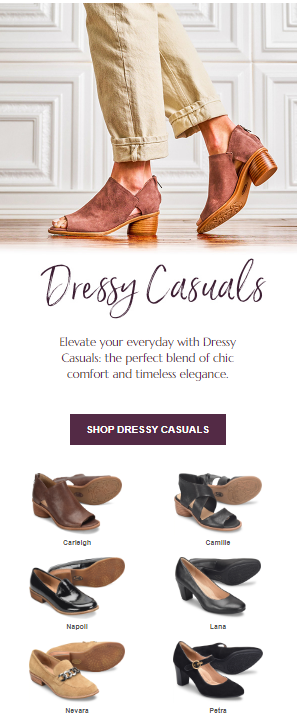 Dressy Casuals
Elevate your everyday with Dressy
Casuals: the perfect blend of chic
comfort and timeless elegance.
SHOP DRESSY CASUALS
Carleigh
Camille
Napoli
Lana
Nevara
Petra